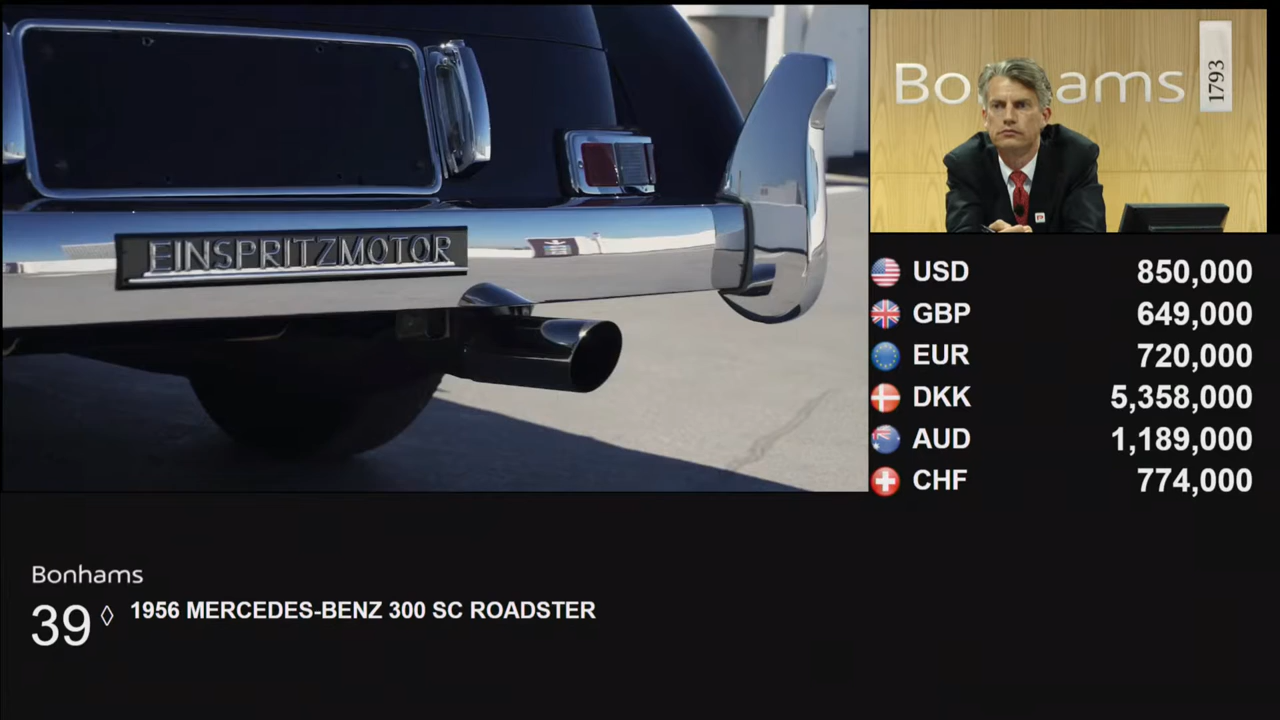 EINSPRITZMOTOR
Bonhams
1793
USD 850,000
GBP 649,000
EUR 720,000
DKK 5,358,000
AUD 1,189,000
CHF 774,000
Bonhams
39 ◊ 1956 MERCEDES-BENZ 300 SC ROADSTER